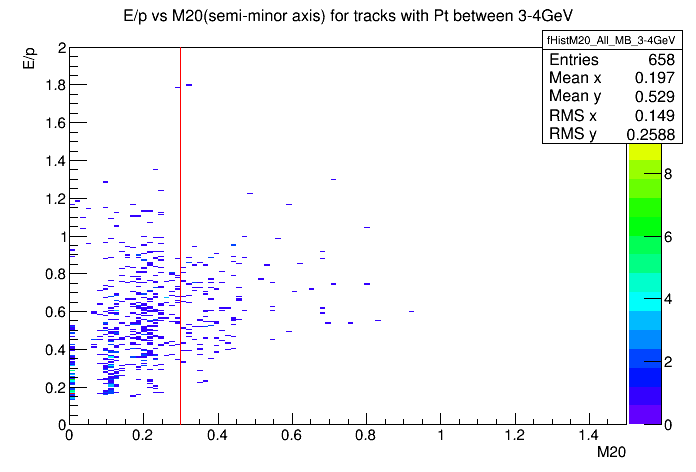 E/p vs M20(semi-minor axis) for tracks with Pt between 3-4GeV
E/p
fHistM20_All_MB_3-4GeV
Entries 658
Mean x 0.197
Mean y 0.529
RMS x 0.149
RMS y 0.2588
2
1.8
1.6
1.4
1.2
1
0.8
0.6
0.4
0.2
0
8
6
4
2
0
0 0.2 0.4 0.6 0.8 1 1.2 1.4
M20